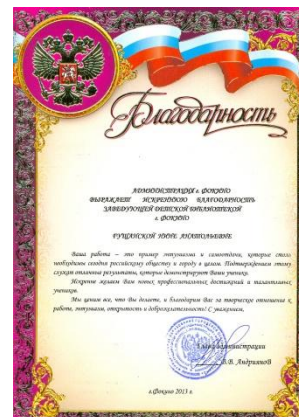 Благодарность
АДМИНИСТРАЦИЯ г. ФОКИНО
ВЫРАЖАЕТ ИСКРЕННЮЮ БЛАГОДАРНОСТЬ
ЗАВЕДУЮЩЕЙ ДЕТСКОЙ БИБЛИОТЕКОЙ
г. ФОКИНО
АНАТОЛЬЕВНЕ
Ваша работа – это пример энтузиазма и самоотдачи, которые столь
необходимы сегодня российскому обществу и городу в целом. Подтверждением этому
служат отличные результаты, которые демонстрируют Ваши ученики.
Искренне желаем Вам новых профессиональных достижений и талантливых
учеников.
Мы ценим все, что Вы делаете, и благодарим Вас за творческое отношение к
работе, энтузиазм, открытость и доброжелательность! С уважением,
Глава администрации
В.В. Андриянов
г.Фокино 2013 г.